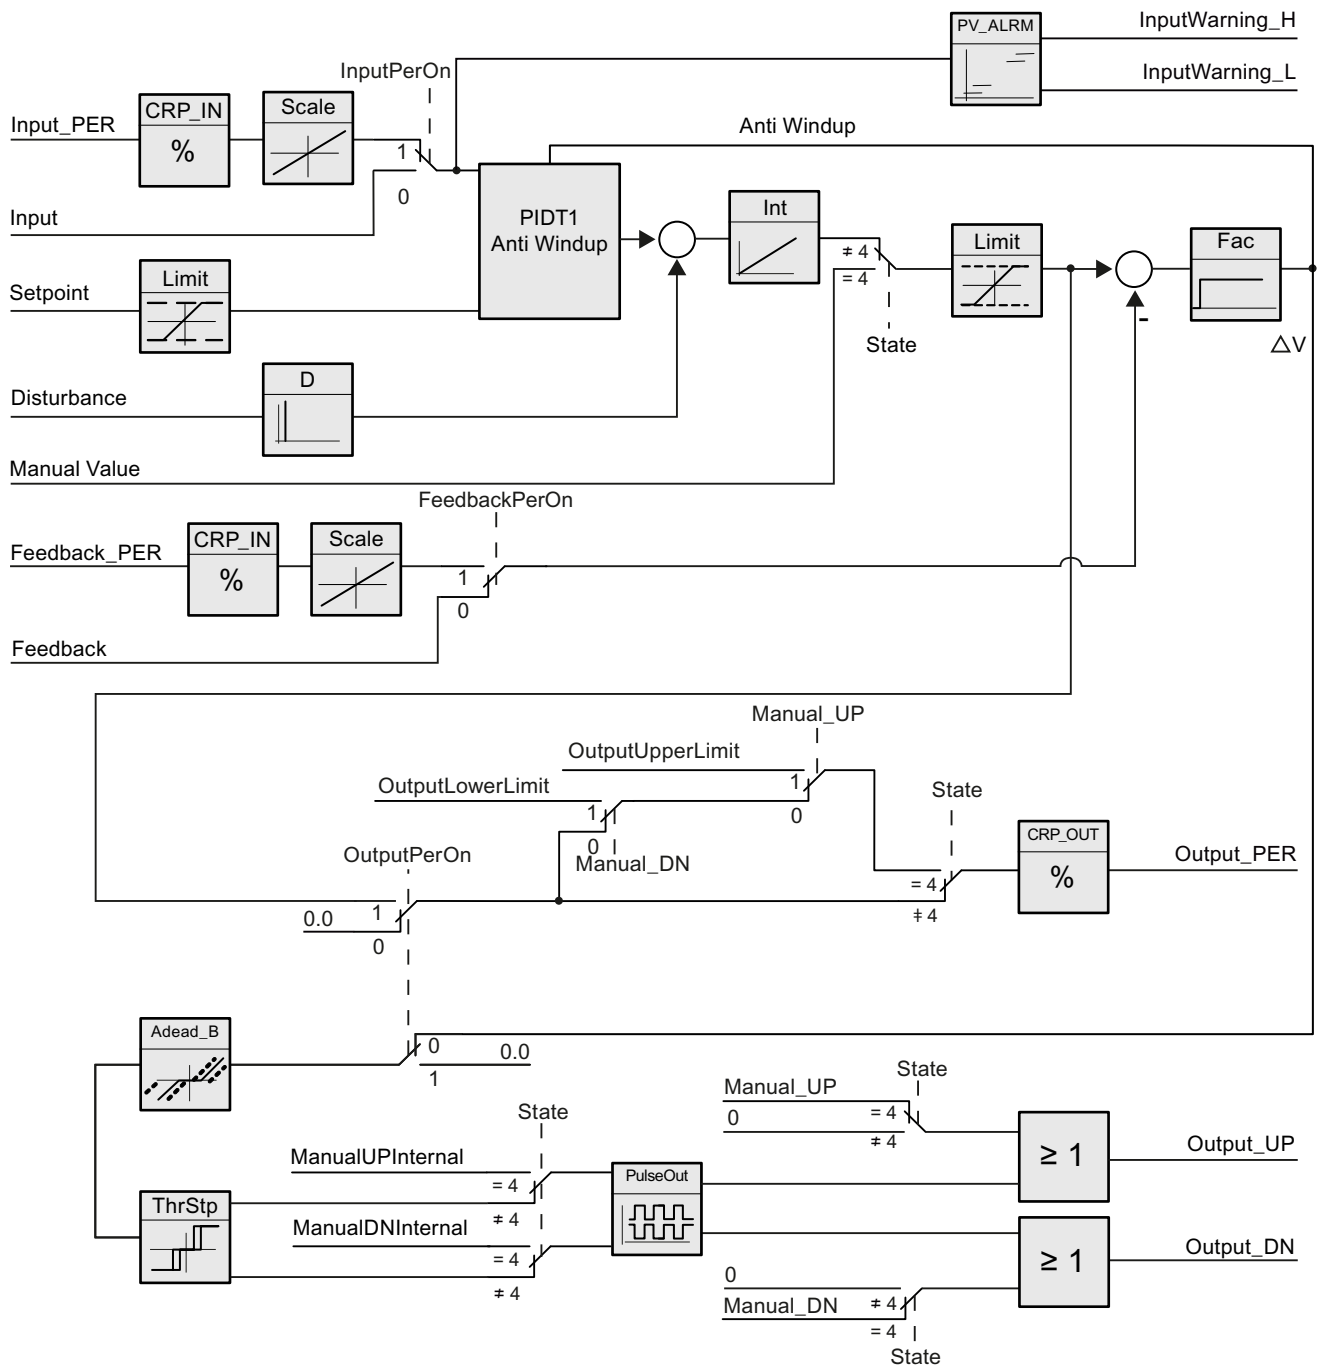 PV_ALRM
InputWarning_H
InputWarning_L
InputPerOn
Input_PER
CRP_IN
%
Scale
1
0
Anti Windup
Input
PIDT1
Anti Windup
Int
≠ 4
= 4
State
Limit
Fac
-
△V
Setpoint
Limit
Disturbance
D
Manual Value
FeedbackPerOn
Feedback_PER
CRP_IN
%
Scale
1
0
Feedback
Manual_UP
OutputUpperLimit
1
0
OutputLowerLimit
1
0
Manual_DN
State
= 4
≠ 4
CRP_OUT
%
Output_PER
OutputPerOn
0.0
1
0
Adead_B
0
0.0
1
State
Manual_UP
= 4
0
≠ 4
≥ 1
Output_UP
State
ManualUPInternal
= 4
≠ 4
PulseOut
ThrStp
ManualDNInternal
= 4
≠ 4
≥ 1
Output_DN
0
Manual_DN
≠ 4
= 4
State